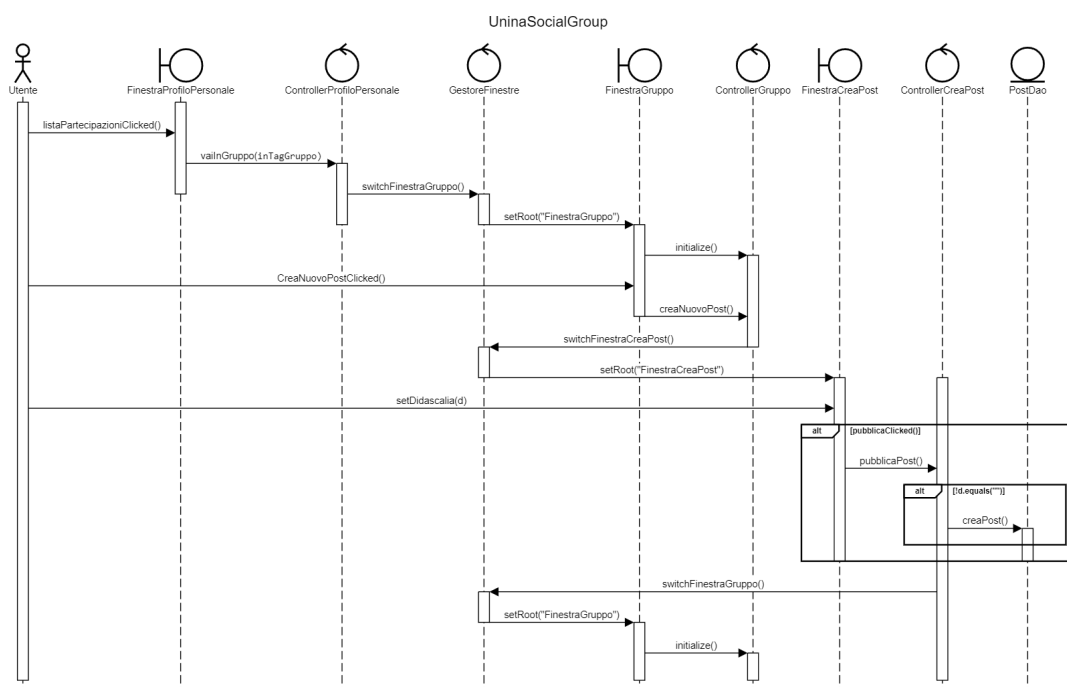 UninaSocialGroup
Utente
FinestraProfiloPersonale
ControllerProfiloPersonale
GestoreFinestre
FinestraGruppo
ControllerGruppo
FinestraCreaPost
ControllerCreaPost
PostDao
listaPartecipazioniClicked()
vaiInGruppo(inTagGruppo)
switchFinestraGruppo()
setRoot("FinestraGruppo")
initialize()
CreaNuovoPostClicked()
creaNuovoPost()
switchFinestraCreaPost()
setRoot("FinestraCreaPost")
setDidascalia(d)
alt [pubblicaClicked()]
pubblicaPost()
alt [!d.equals("")]
creaPost()
switchFinestraGruppo()
setRoot("FinestraGruppo")
initialize()